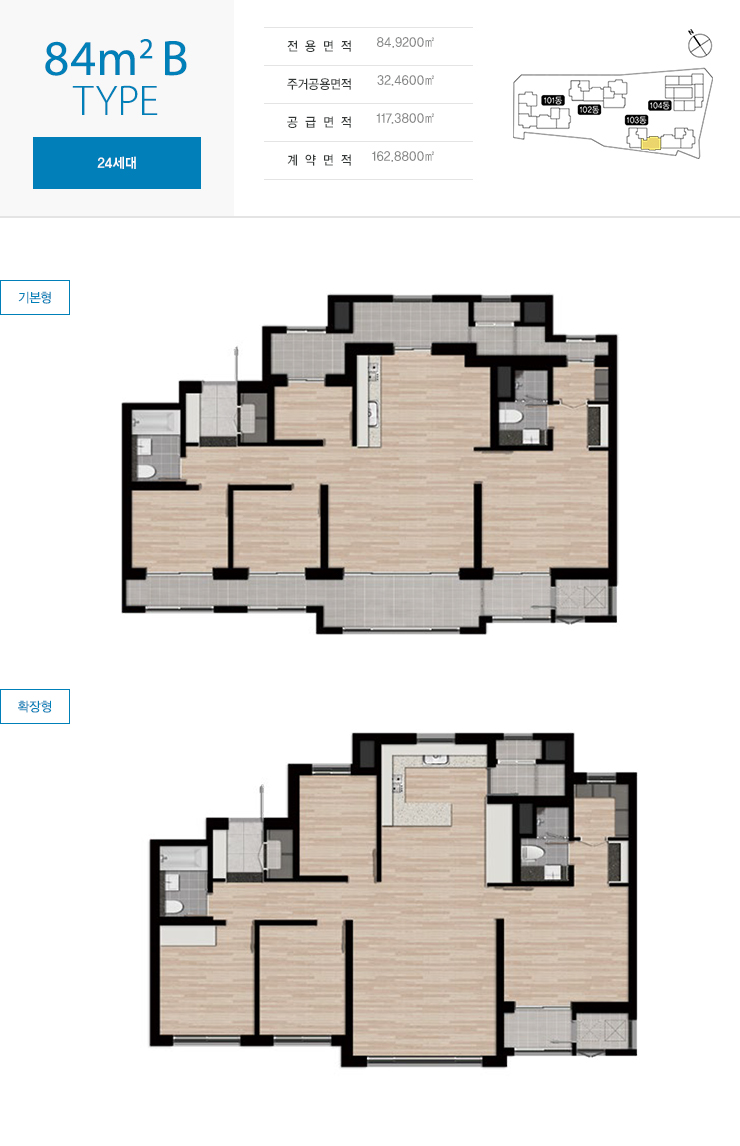 84m² B
TYPE
24세대
전용면적 84.9200㎡
주거공용면적 32.4600㎡
공급면적 117.3800㎡
계약면적 162.8800㎡
N
101동
102동
104동
103동
기본형
확장형